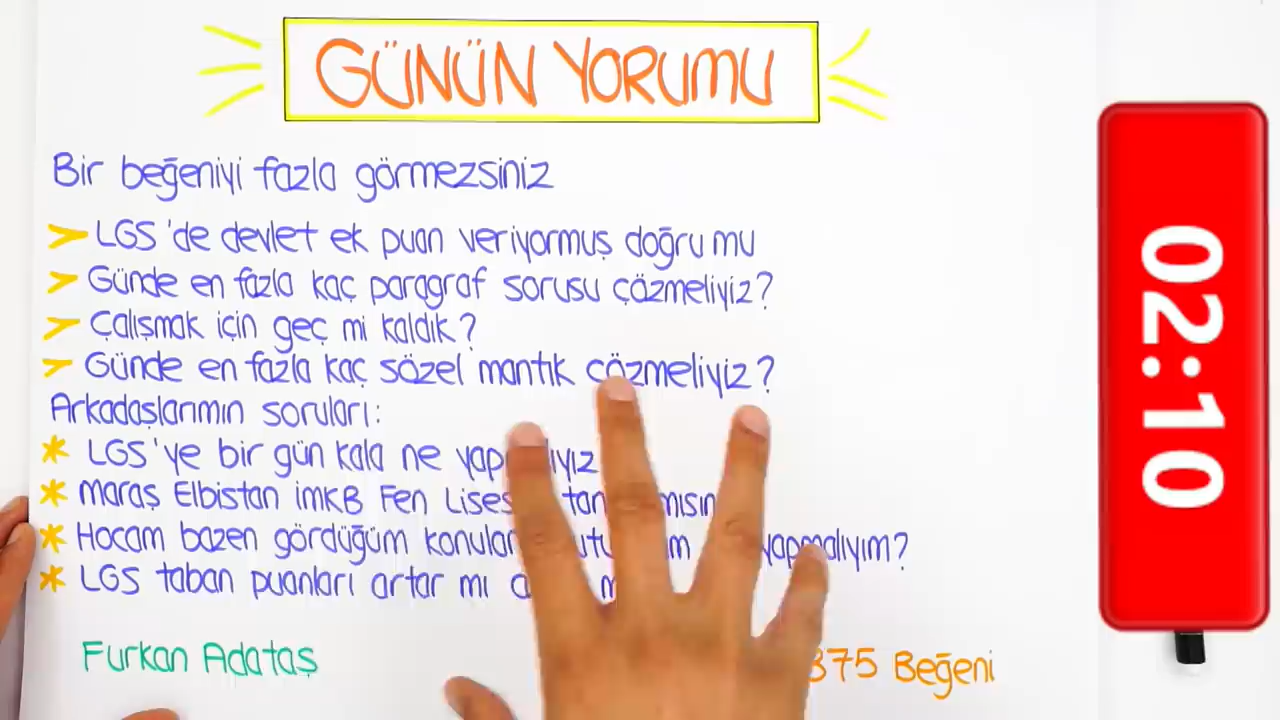 GÜNÜN YORUMU
Bir beğeniyi fazla görmezsiniz
LGS'de devlet ek puan veriyormuş doğru mu
Günde en fazla kaç paragraf sorusu çözmeliyiz?
Çalışmak için geç mi kaldık?
Günde en fazla kaç sözel mantık çözmeliyiz?
Arkadaşlarımın soruları:
LGS'ye bir gün kala ne
Maraş Elbistan İMKB Fen
Hocam bazen gördüğüm yapmalıyım?
LGS taban puanları artar mı
Furkan Adataş
Beğeni
02:10